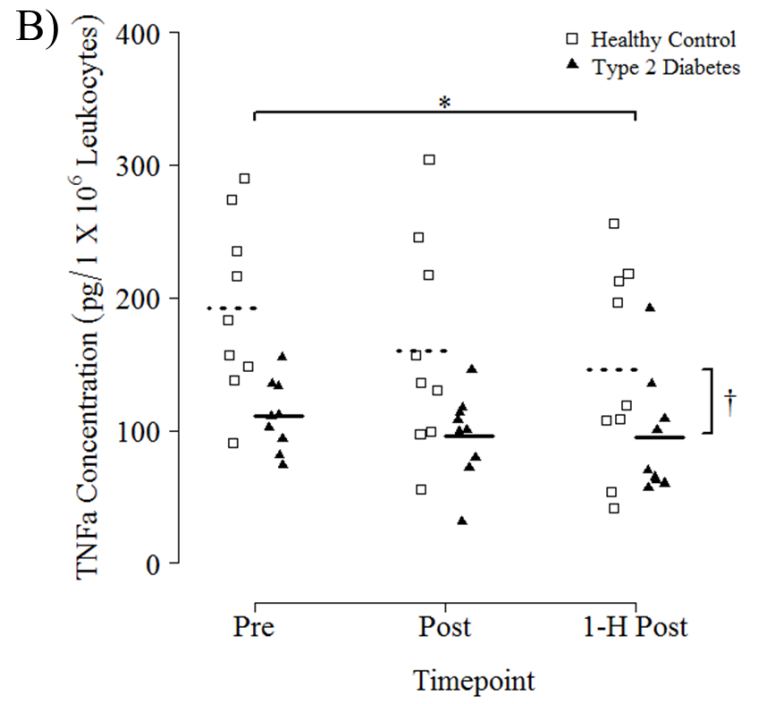 B)
TNFa Concentration (pg/1 X 10⁶ Leukocytes)
400
300
200
100
0
□ Healthy Control
▲ Type 2 Diabetes
*
†
Pre
Post
1-H Post
Timepoint